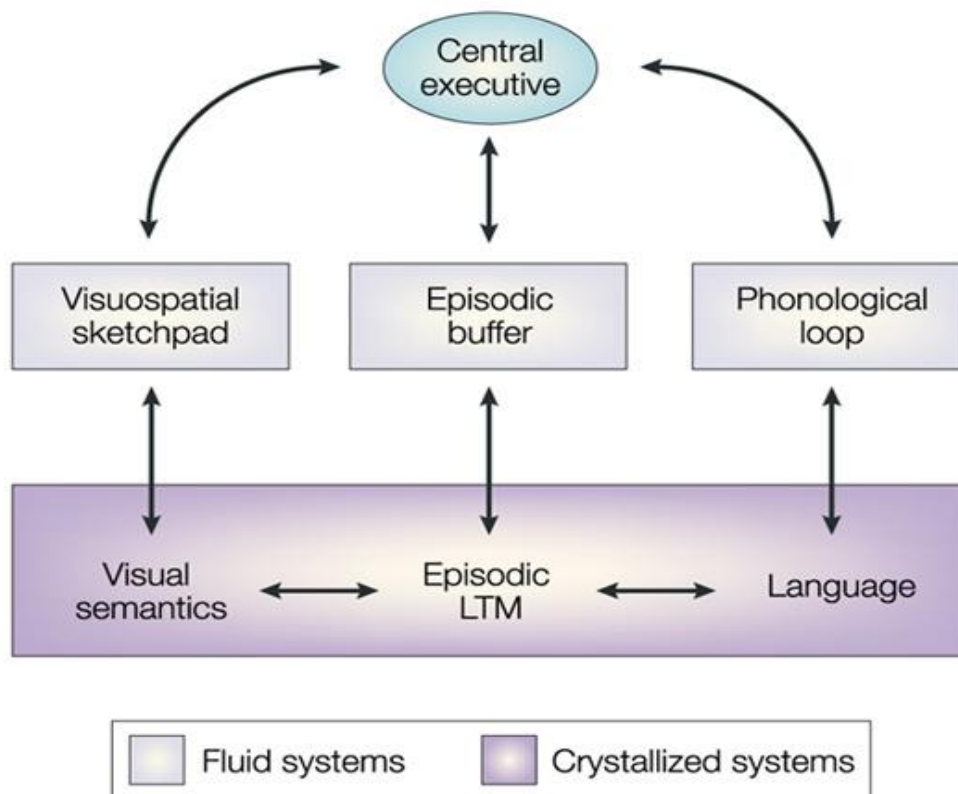 Central
executive
Visuospatial
sketchpad
Episodic
buffer
Phonological
loop
Visual
semantics
Episodic
LTM
Language
Fluid systems
Crystallized systems